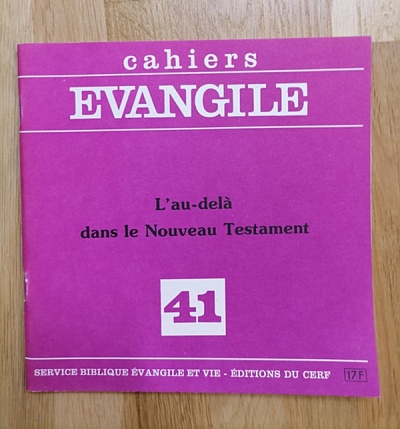 cahiers
EVANGILE
L'au-delà
dans le Nouveau Testament
41
SERVICE BIBLIQUE ÉVANGILE ET VIE - ÉDITIONS DU CERF 17 F